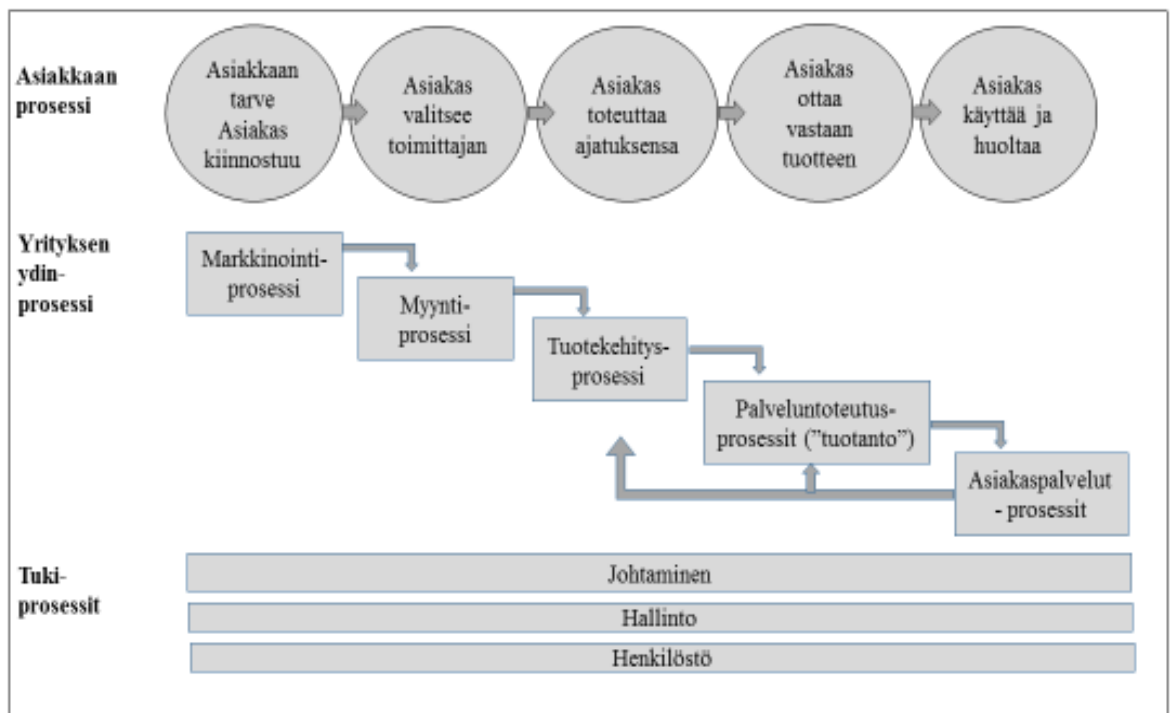 Asiakkaan
prosessi
Asiakkaan
tarve
Asiakas
kiinnostuu
Asiakas
valitsee
toimittajan
Asiakas
toteuttaa
ajatuksensa
Asiakas
ottaa
vastaan
tuotteen
Asiakas
käyttää ja
huoltaa
Yrityksen
ydin-
prosessi
Markkinointi-
prosessi
Myynti-
prosessi
Tuotekehitys-
prosessi
Palveluntoteutus-
prosessit (”tuotanto”)
Asiakaspalvelut
- prosessit
Tuki-
prosessit
Johtaminen
Hallinto
Henkilöstö